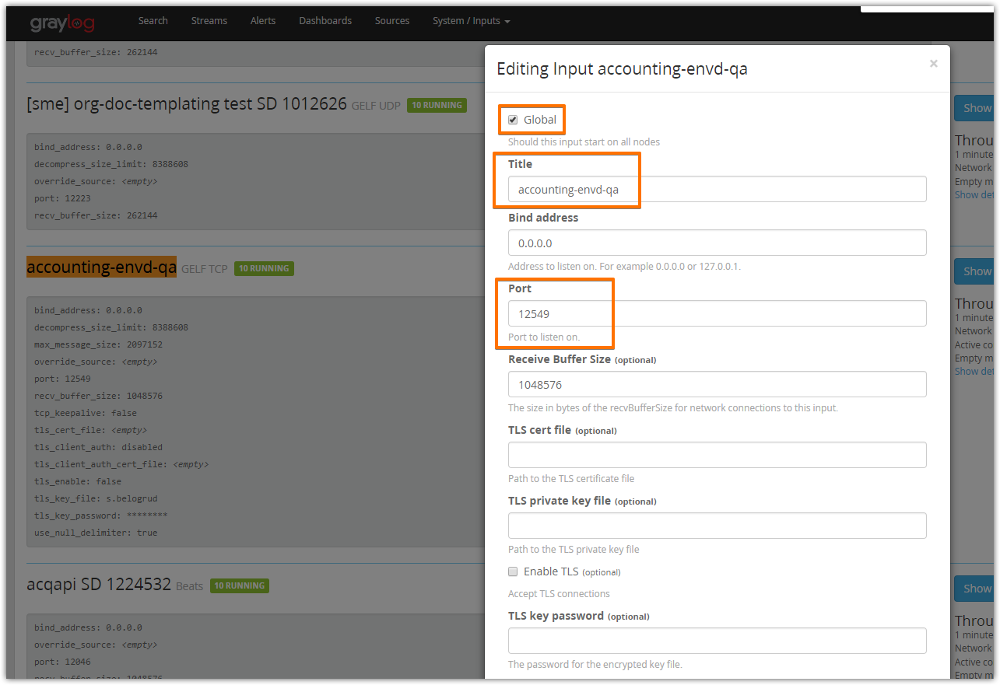 graylog Search Streams Alerts Dashboards Sources System / Inputs
recv_buffer_size: 262144
[sme] org-doc-templating test SD 1012626 GELF UDP 10 RUNNING
bind_address: 0.0.0.0
decompress_size_limit: 8388608
override_source: <empty>
port: 12223
recv_buffer_size: 262144
accounting-envd-qa GELF TCP 10 RUNNING
bind_address: 0.0.0.0
decompress_size_limit: 8388608
max_message_size: 2097152
override_source: <empty>
port: 12549
recv_buffer_size: 1048576
tcp_keepalive: false
tls_cert_file: <empty>
tls_client_auth: disabled
tls_client_auth_cert_file: <empty>
tls_enable: false
tls_key_file: s.belogrud
tls_key_password: ********
use_null_delimiter: true
acqapi SD 1224532 Beats 10 RUNNING
bind_address: 0.0.0.0
override_source: <empty>
port: 12046
recv_buffer_size: 1048576
Editing Input accounting-envd-qa ×
Global
Should this input start on all nodes
Title
accounting-envd-qa
Bind address
0.0.0.0
Address to listen on. For example 0.0.0.0 or 127.0.0.1.
Port
12549
Port to listen on.
Receive Buffer Size (optional)
1048576
The size in bytes of the recvBufferSize for network connections to this input.
TLS cert file (optional)
Path to the TLS certificate file
TLS private key file (optional)
Path to the TLS private key file
Enable TLS (optional)
Accept TLS connections
TLS key password (optional)
The password for the encrypted key file.
Show
Throu
1 minute
Network
Empty m
Show det
Show
Throu
1 minute
Network
Active co
Empty m
Show det
Show
Throu
1 minute
Network
Active co
Empty m